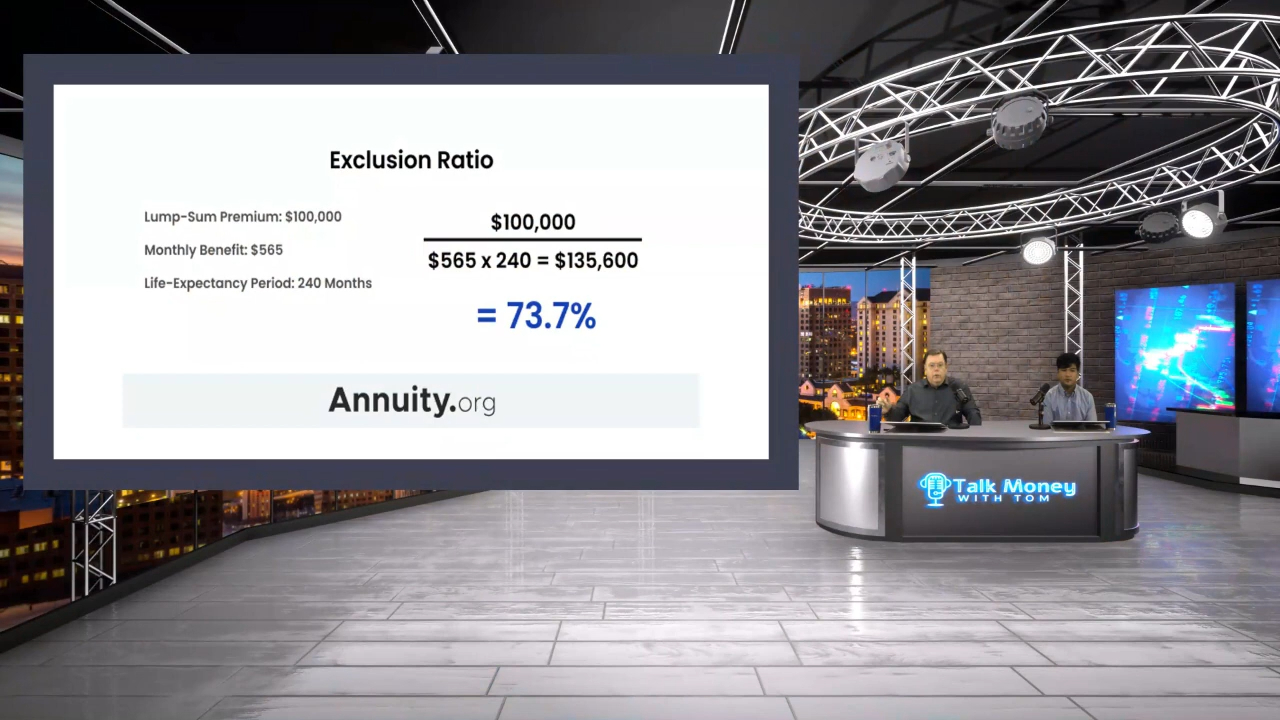 Exclusion Ratio
Lump-Sum Premium: $100,000
Monthly Benefit: $565
Life-Expectancy Period: 240 Months
$100,000
$565 x 240 = $135,600
= 73.7%
Annuity.org
Talk Money
WITH TOM